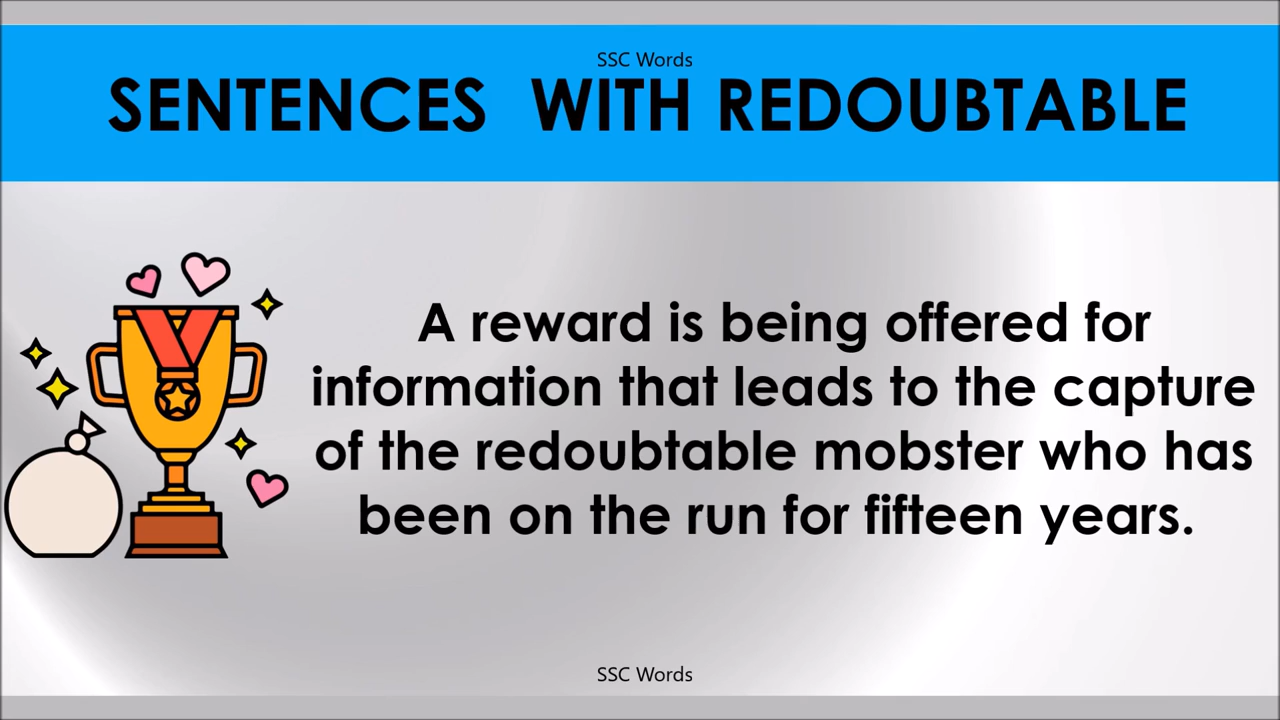 SSC Words
SENTENCES  WITH REDOUBTABLE
A reward is being offered for
information that leads to the capture
of the redoubtable mobster who has
been on the run for fifteen years.
SSC Words